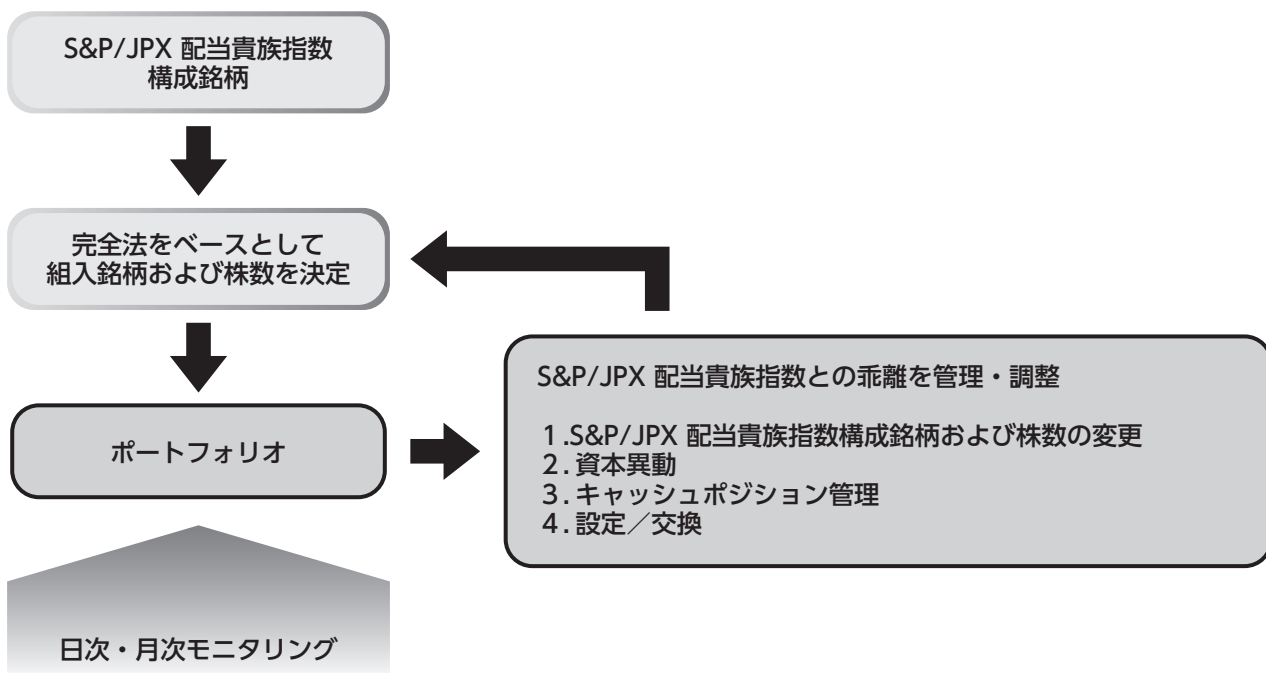 S&P/JPX 配当貴族指数
構成銘柄
完全法をベースとして
組入銘柄および株数を決定
ポートフォリオ
S&P/JPX 配当貴族指数との乖離を管理・調整
1.S&P/JPX 配当貴族指数構成銘柄および株数の変更
2.資本異動
3.キャッシュポジション管理
4.設定／交換
日次・月次モニタリング